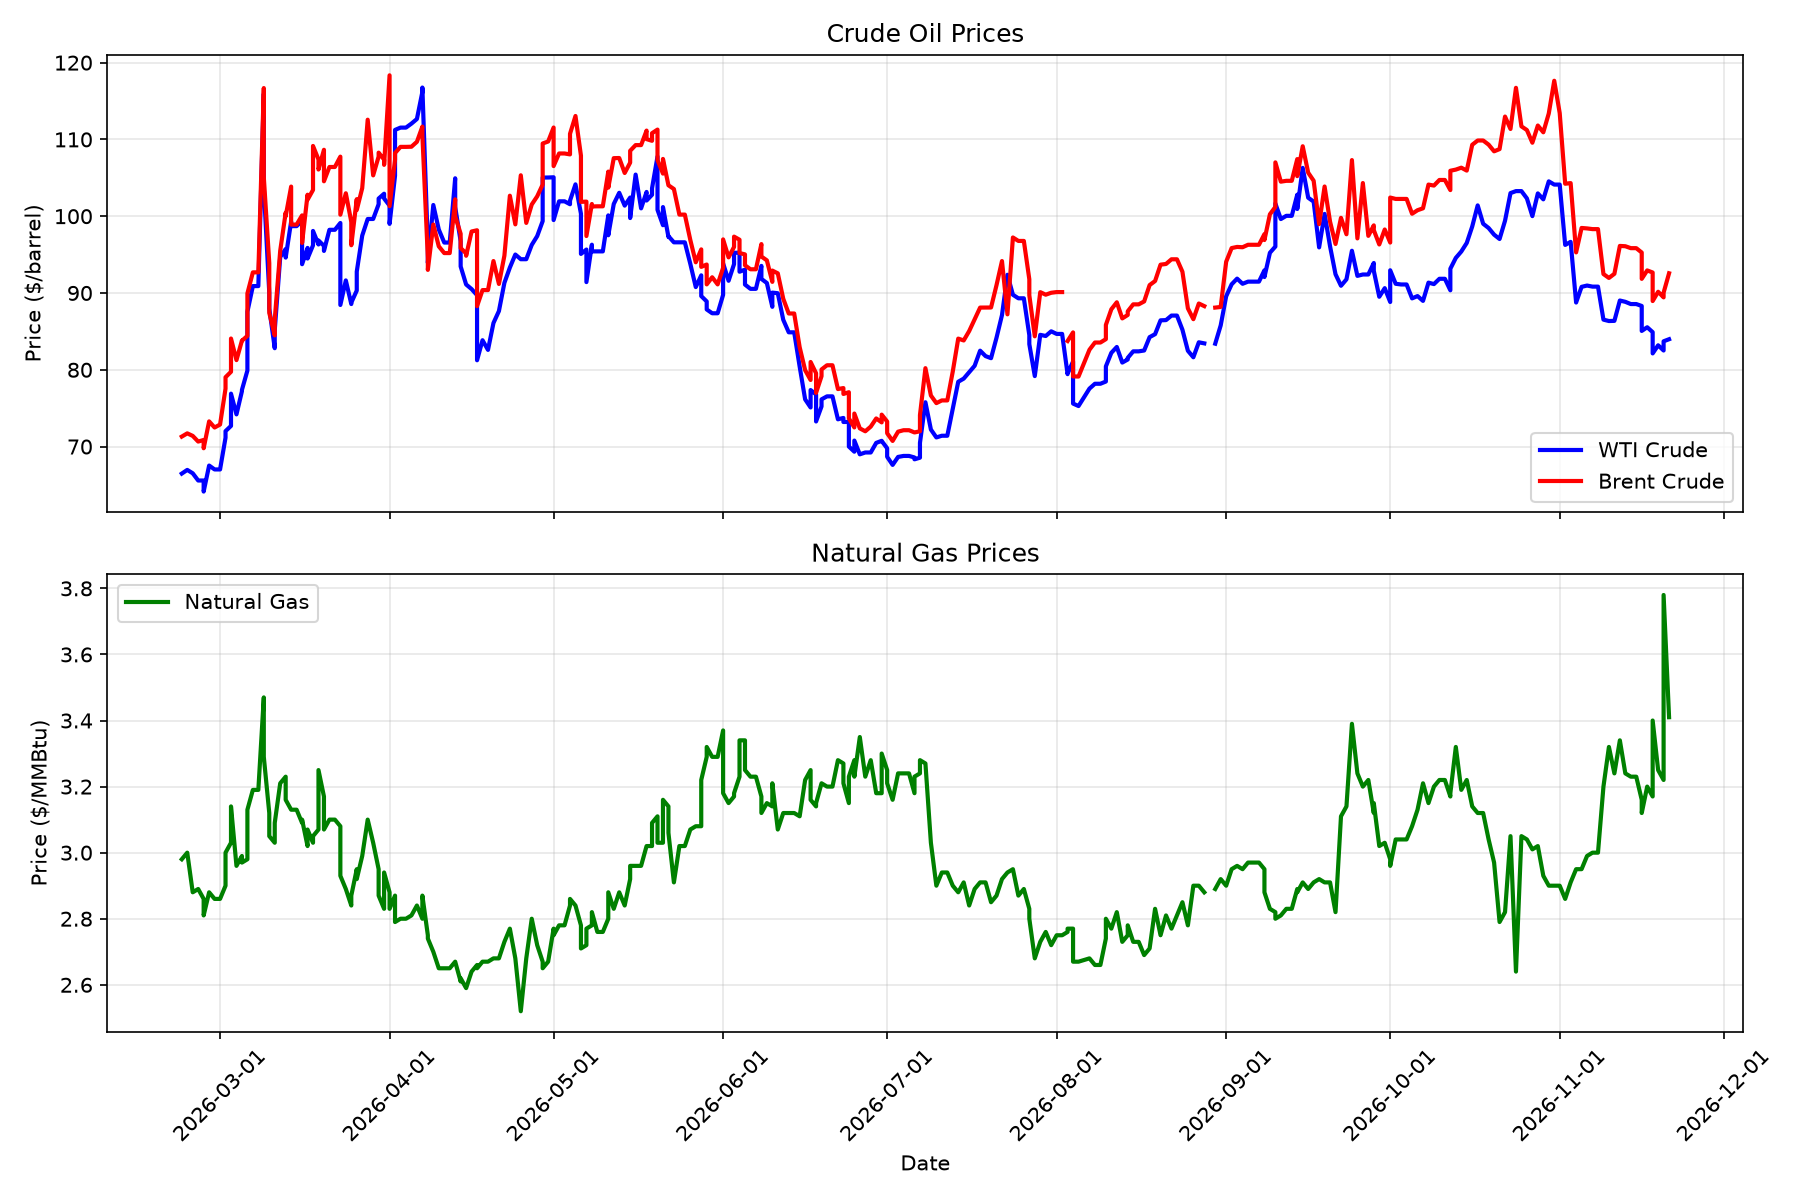 Crude Oil Prices
Price ($/barrel)
120
110
100
90
80
70
WTI Crude
Brent Crude
Natural Gas Prices
Price ($/MMBtu)
3.8
3.6
3.4
3.2
3.0
2.8
2.6
Natural Gas
2026-03-01
2026-04-01
2026-05-01
2026-06-01
2026-07-01
2026-08-01
2026-09-01
2026-10-01
2026-11-01
2026-12-01
Date